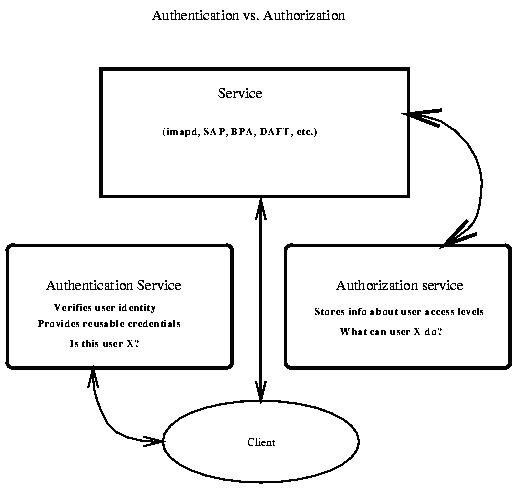 Authentication vs. Authorization
Service
(imapd, SAP, BPA, DAFT, etc.)
Authentication Service
Verifies user identity
Provides reusable credentials
Is this user X?
Authorization service
Stores info about user access levels
What can user X do?
Client